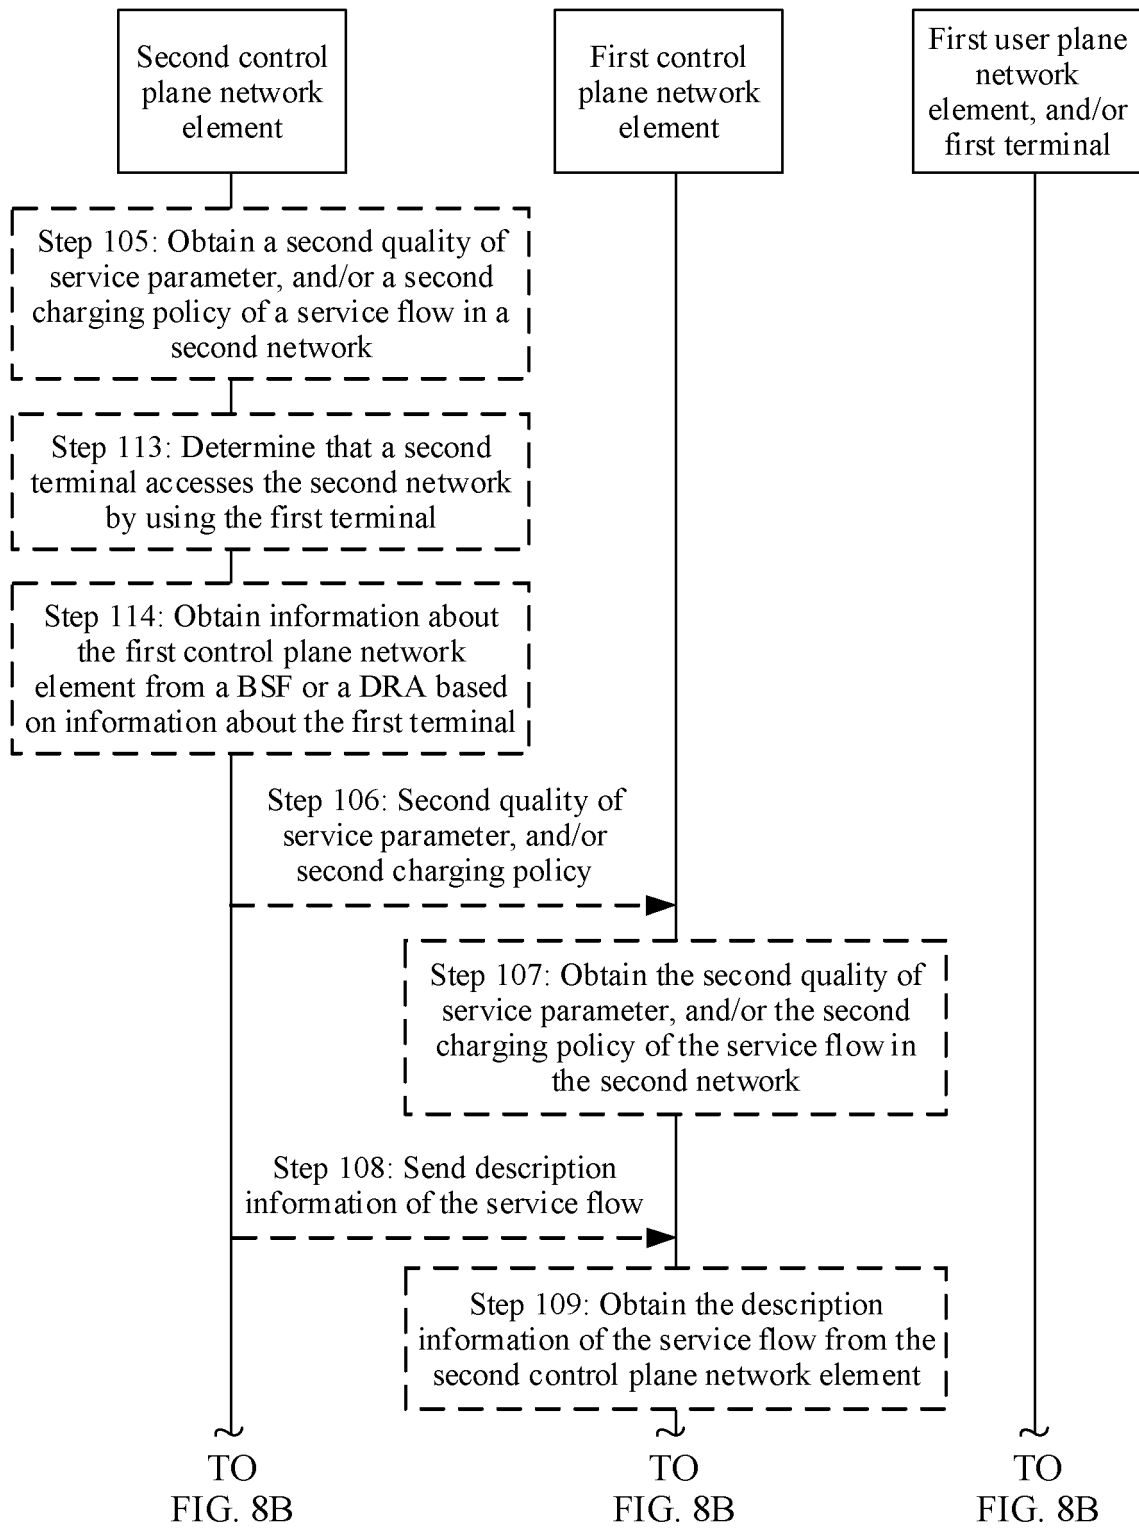 Second control
plane network
element
First control
plane network
element
First user plane
network
element, and/or
first terminal
Step 105: Obtain a second quality of
service parameter, and/or a second
charging policy of a service flow in a
second network
Step 113: Determine that a second
terminal accesses the second network
by using the first terminal
Step 114: Obtain information about
the first control plane network
element from a BSF or a DRA based
on information about the first terminal
Step 106: Second quality of
service parameter, and/or
second charging policy
Step 107: Obtain the second quality of
service parameter, and/or the second
charging policy of the service flow in
the second network
Step 108: Send description
information of the service flow
Step 109: Obtain the description
information of the service flow from the
second control plane network element
TO
FIG. 8B
TO
FIG. 8B
TO
FIG. 8B